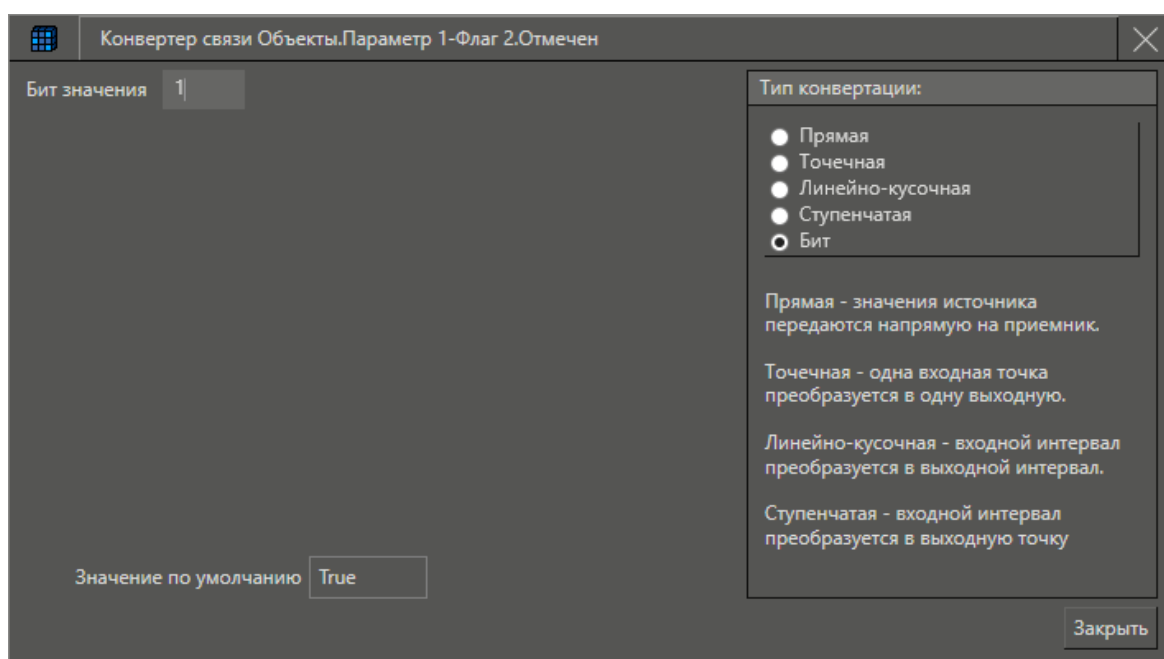 Конвертер связи Объекты.Параметр 1-Флаг 2.Отмечен
Бит значения 1
Тип конвертации:
Прямая
Точечная
Линейно-кусочная
Ступенчатая
Бит
Прямая - значения источника
передаются напрямую на приемник.
Точечная - одна входная точка
преобразуется в одну выходную.
Линейно-кусочная - входной интервал
преобразуется в выходной интервал.
Ступенчатая - входной интервал
преобразуется в выходную точку
Значение по умолчанию True
Закрыть